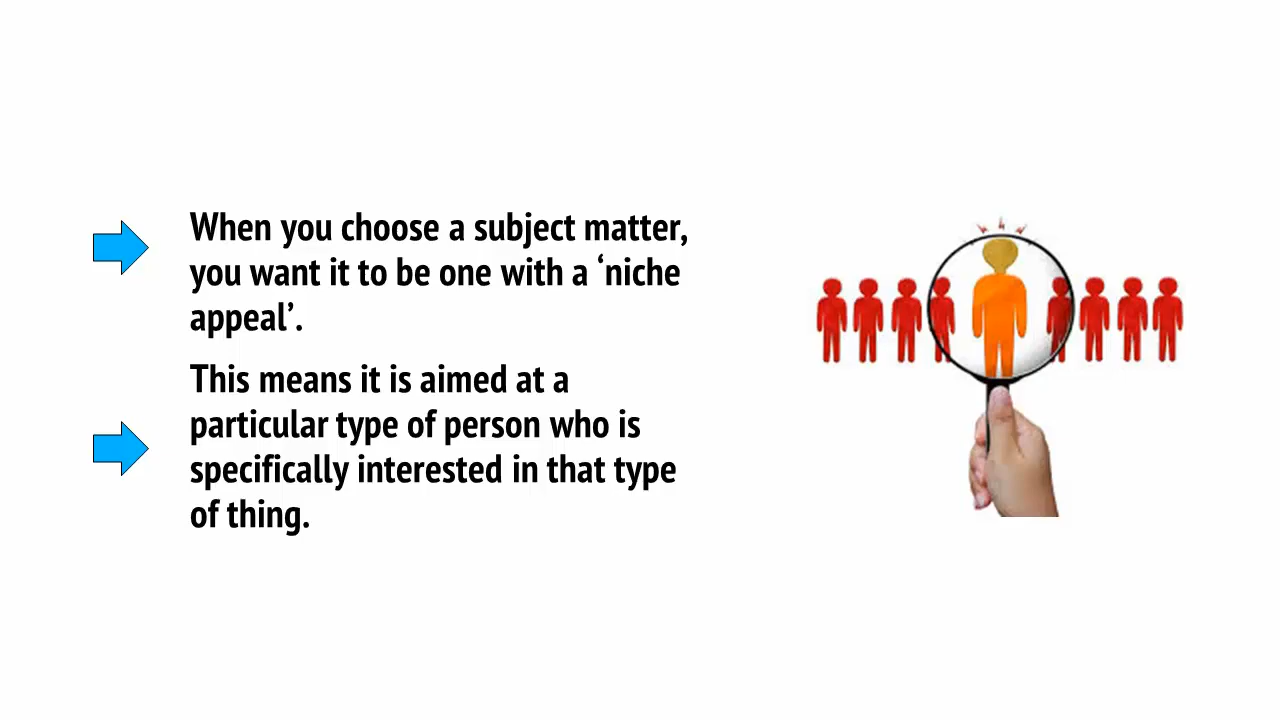 When you choose a subject matter,
you want it to be one with a ‘niche
appeal’.
This means it is aimed at a
particular type of person who is
specifically interested in that type
of thing.